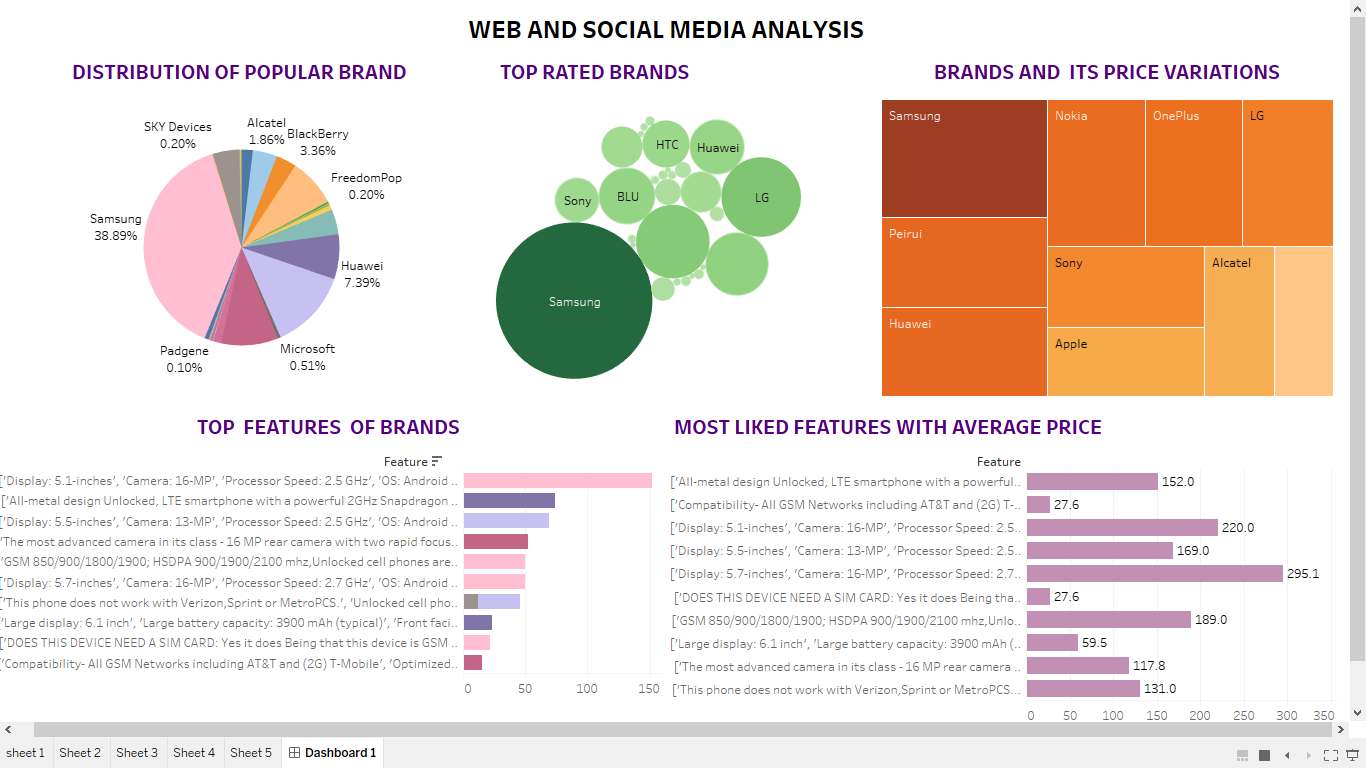 WEB AND SOCIAL MEDIA ANALYSIS
DISTRIBUTION OF POPULAR BRAND
SKY Devices
0.20%
Alcatel
1.86%
BlackBerry
3.36%
FreedomPop
0.20%
Samsung
38.89%
Huawei
7.39%
Padgene
0.10%
Microsoft
0.51%
TOP RATED BRANDS
HTC
Huawei
Sony
BLU
LG
Samsung
BRANDS AND ITS PRICE VARIATIONS
Samsung
Nokia
OnePlus
LG
Peirui
Sony
Alcatel
Huawei
Apple
TOP FEATURES OF BRANDS
Feature
['Display: 5.1-inches', 'Camera: 16-MP', 'Processor Speed: 2.5 GHz', 'OS: Android ..
['All-metal design Unlocked, LTE smartphone with a powerful 2GHz Snapdragon ..
['Display: 5.5-inches', 'Camera: 13-MP', 'Processor Speed: 2.5 GHz', 'OS: Android ..
'The most advanced camera in its class - 16 MP rear camera with two rapid focus..
'GSM 850/900/1800/1900; HSDPA 900/1900/2100 mhz,Unlocked cell phones are..
['Display: 5.7-inches', 'Camera: 16-MP', 'Processor Speed: 2.7 GHz', 'OS: Android ..
['This phone does not work with Verizon,Sprint or MetroPCS.', 'Unlocked cell pho..
['Large display: 6.1 inch', 'Large battery capacity: 3900 mAh (typical)', 'Front faci..
['DOES THIS DEVICE NEED A SIM CARD: Yes it does Being that this device is GSM ..
['Compatibility- All GSM Networks including AT&T and (2G) T-Mobile', 'Optimized..
0 50 100 150
MOST LIKED FEATURES WITH AVERAGE PRICE
Feature
['All-metal design Unlocked, LTE smartphone with a powerful.. 152.0
['Compatibility- All GSM Networks including AT&T and (2G) T-.. 27.6
['Display: 5.1-inches', 'Camera: 16-MP', 'Processor Speed: 2.5.. 220.0
['Display: 5.5-inches', 'Camera: 13-MP', 'Processor Speed: 2.5.. 169.0
['Display: 5.7-inches', 'Camera: 16-MP', 'Processor Speed: 2.7.. 295.1
['DOES THIS DEVICE NEED A SIM CARD: Yes it does Being tha.. 27.6
['GSM 850/900/1800/1900; HSDPA 900/1900/2100 mhz,Unlo.. 189.0
['Large display: 6.1 inch', 'Large battery capacity: 3900 mAh (.. 59.5
['The most advanced camera in its class - 16 MP rear camera .. 117.8
['This phone does not work with Verizon,Sprint or MetroPCS... 131.0
0 50 100 150 200 250 300 350
sheet 1 Sheet 2 Sheet 3 Sheet 4 Sheet 5 Dashboard 1